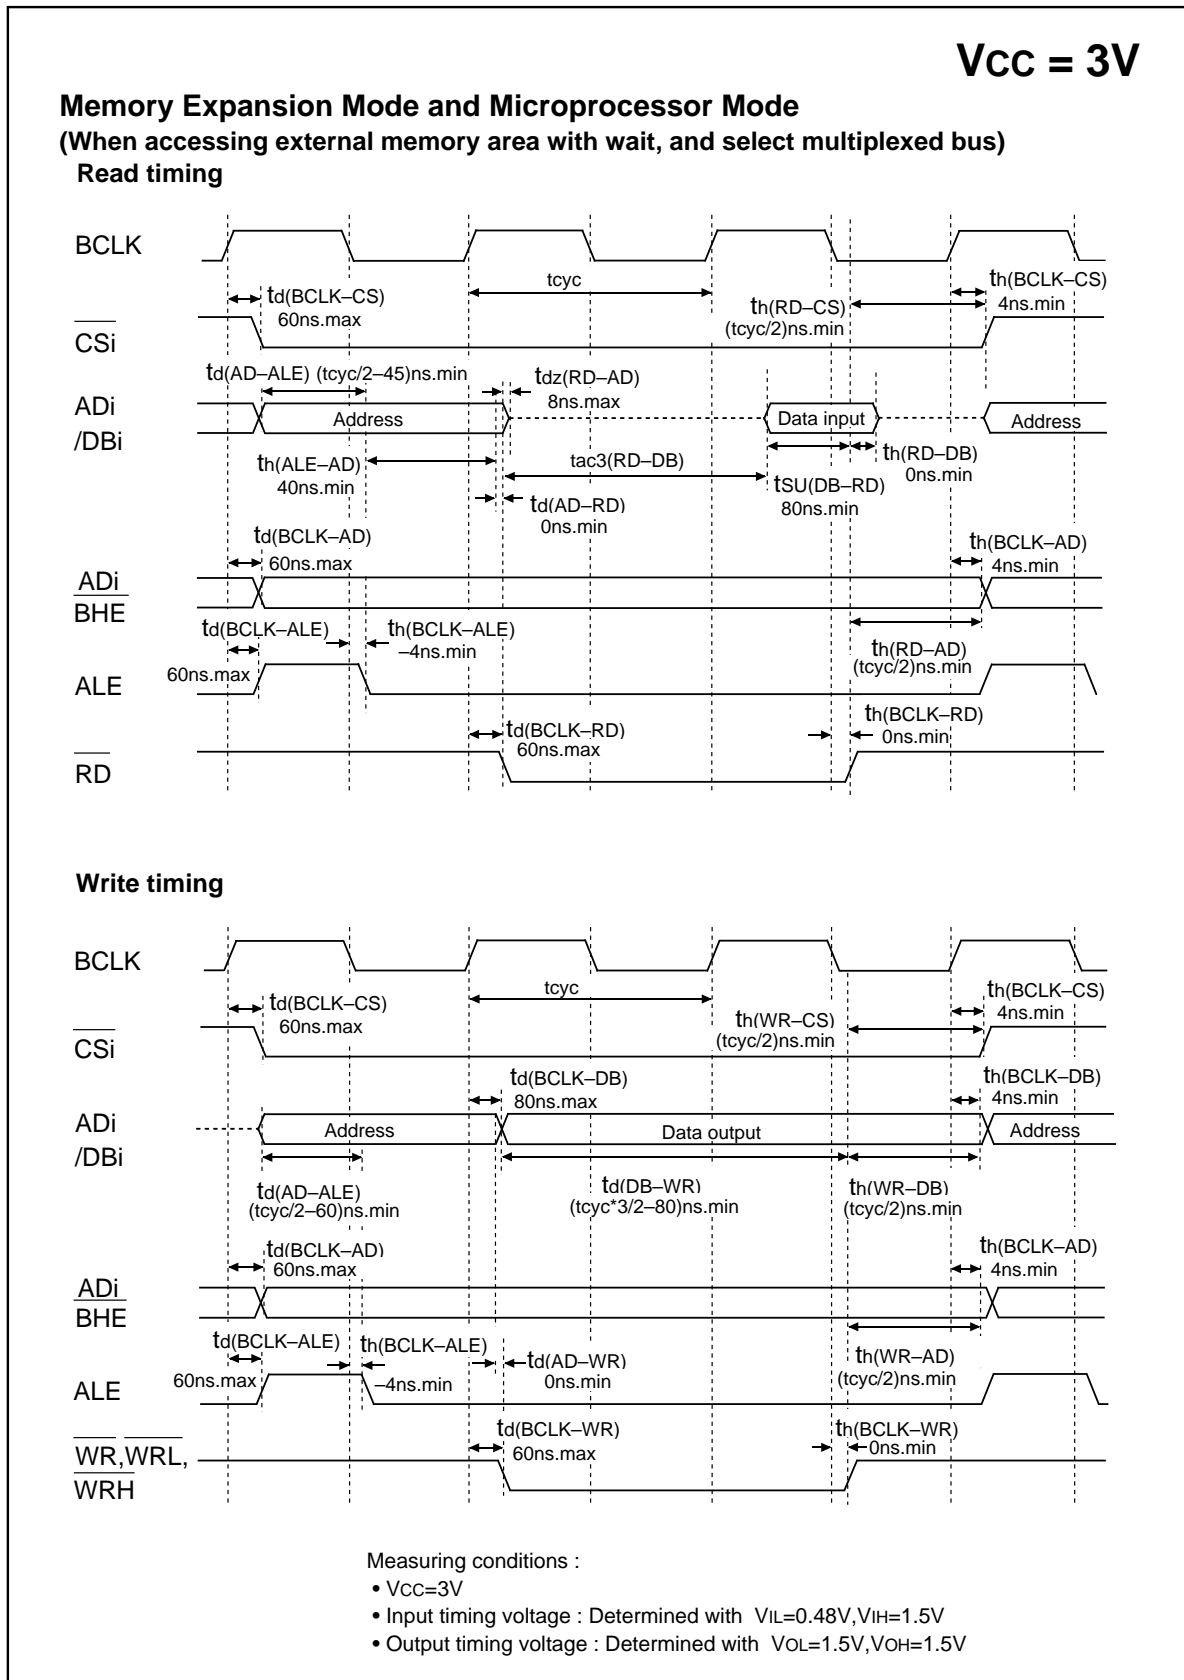 VCC = 3V
Memory Expansion Mode and Microprocessor Mode
(When accessing external memory area with wait, and select multiplexed bus)
Read timing
BCLK
td(BCLK–CS)
60ns.max
tcyc
th(RD–CS)
(tcyc/2)ns.min
th(BCLK–CS)
4ns.min
CSi
td(AD–ALE) (tcyc/2–45)ns.min
tdz(RD–AD)
8ns.max
ADi
/DBi
Address
Data input
Address
th(ALE–AD)
40ns.min
tac3(RD–DB)
th(RD–DB)
0ns.min
tSU(DB–RD)
80ns.min
td(AD–RD)
0ns.min
td(BCLK–AD)
60ns.max
th(BCLK–AD)
4ns.min
ADi
BHE
td(BCLK–ALE)
60ns.max
th(BCLK–ALE)
–4ns.min
th(RD–AD)
(tcyc/2)ns.min
ALE
td(BCLK–RD)
60ns.max
th(BCLK–RD)
0ns.min
RD
Write timing
BCLK
td(BCLK–CS)
60ns.max
tcyc
th(WR–CS)
(tcyc/2)ns.min
th(BCLK–CS)
4ns.min
CSi
td(BCLK–DB)
80ns.max
th(BCLK–DB)
4ns.min
ADi
/DBi
Address
Data output
Address
td(AD–ALE)
(tcyc/2–60)ns.min
td(DB–WR)
(tcyc*3/2–80)ns.min
th(WR–DB)
(tcyc/2)ns.min
td(BCLK–AD)
60ns.max
th(BCLK–AD)
4ns.min
ADi
BHE
td(BCLK–ALE)
60ns.max
th(BCLK–ALE)
–4ns.min
td(AD–WR)
0ns.min
th(WR–AD)
(tcyc/2)ns.min
ALE
td(BCLK–WR)
60ns.max
th(BCLK–WR)
0ns.min
WR,WRL,
WRH
Measuring conditions :
• VCC=3V
• Input timing voltage : Determined with VIL=0.48V,VIH=1.5V
• Output timing voltage : Determined with VOL=1.5V,VOH=1.5V